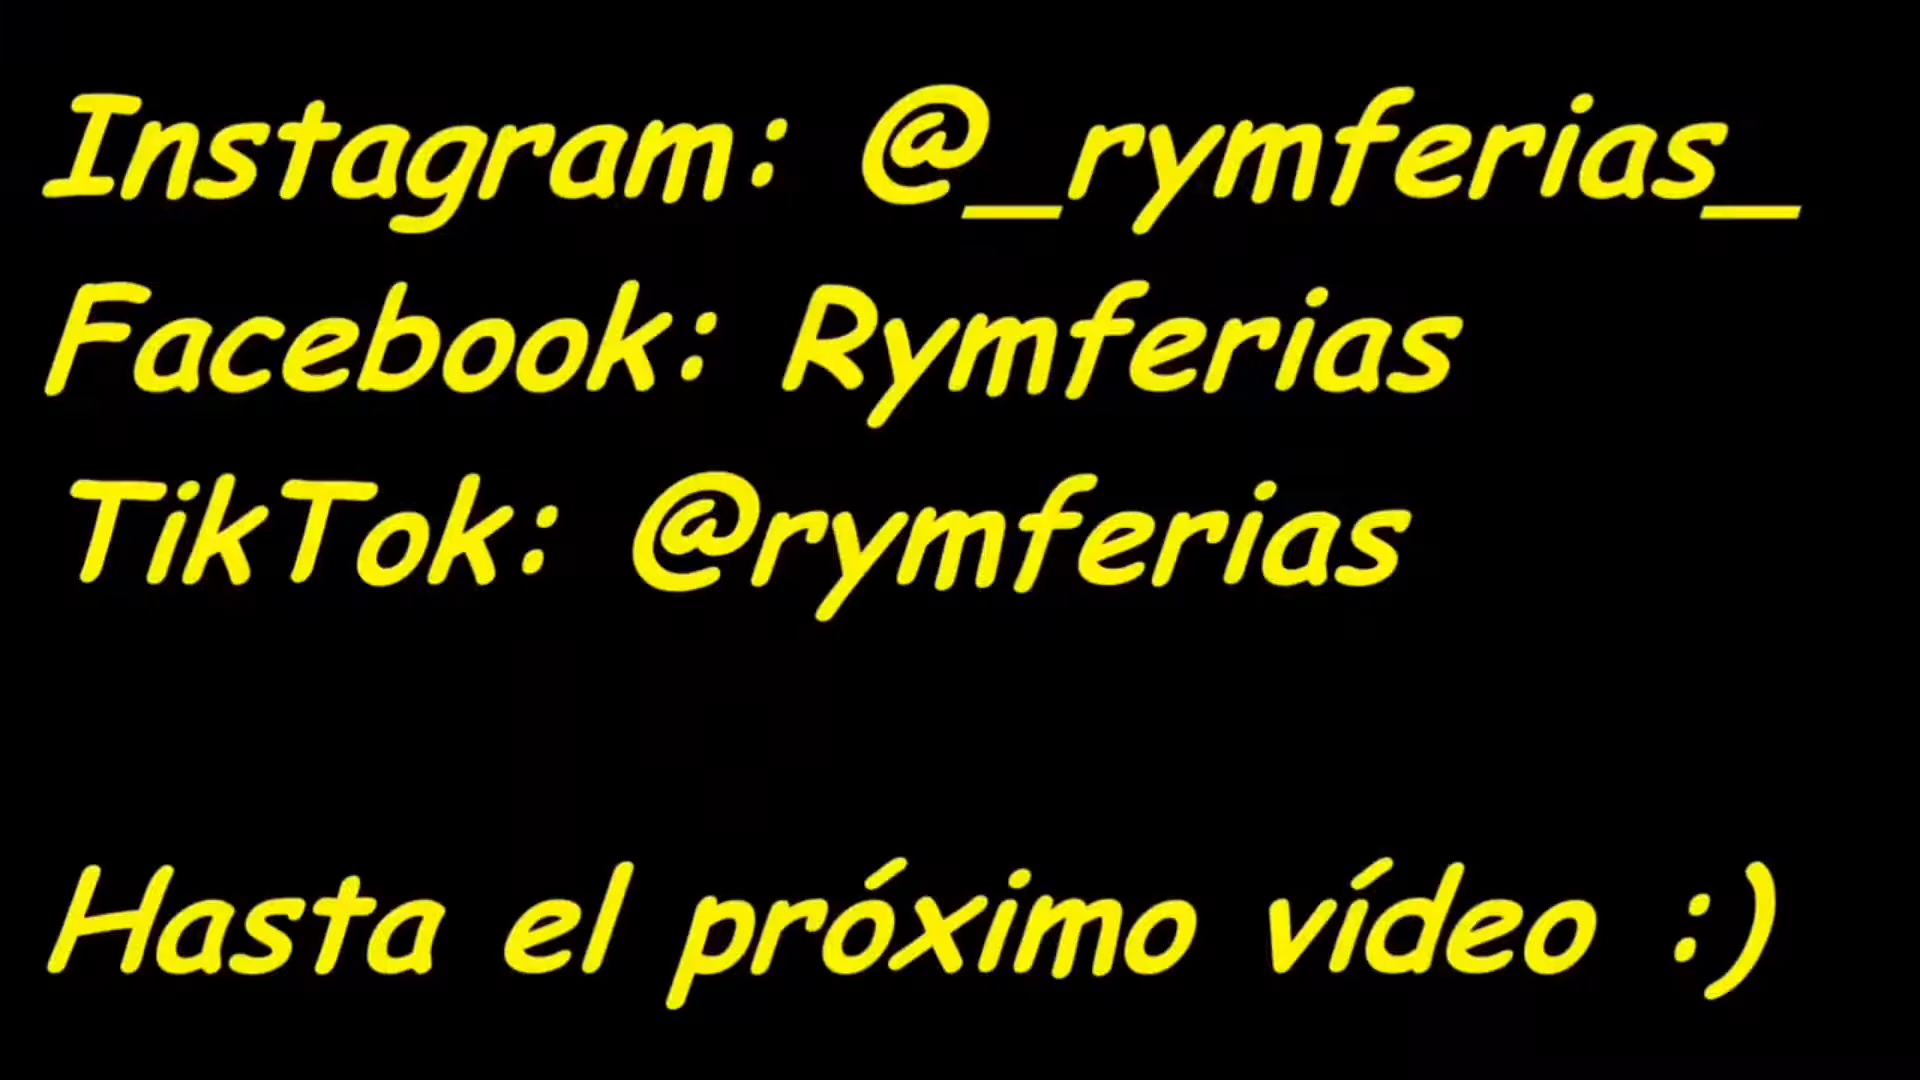 Instagram: @_rymferias_
Facebook: Rymferias
TikTok: @rymferias
Hasta el próximo vídeo :)